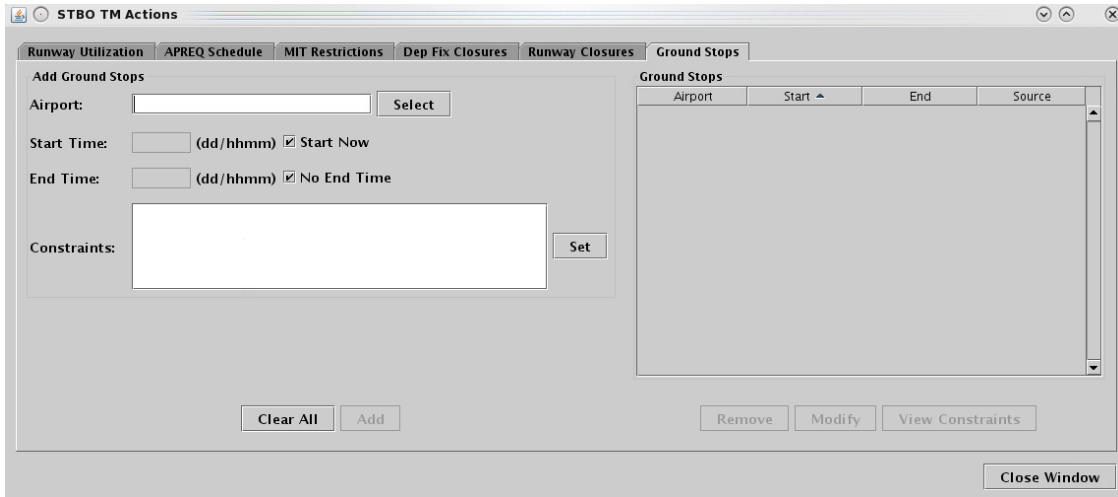 STBO TM Actions
Runway Utilization APREQ Schedule MIT Restrictions Dep Fix Closures Runway Closures Ground Stops
Add Ground Stops
Airport: Select
Start Time: (dd/hhmm) Start Now
End Time: (dd/hhmm) No End Time
Constraints: Set
Clear All Add
Ground Stops
Airport Start End Source
Remove Modify View Constraints
Close Window